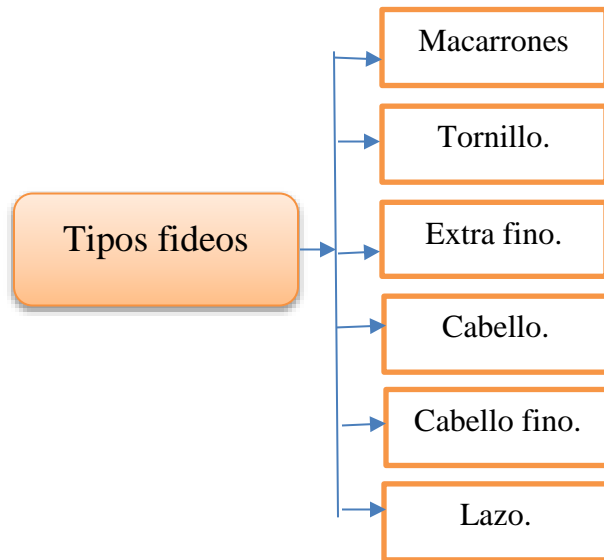 Tipos fideos
Macarrones
Tornillo.
Extra fino.
Cabello.
Cabello fino.
Lazo.